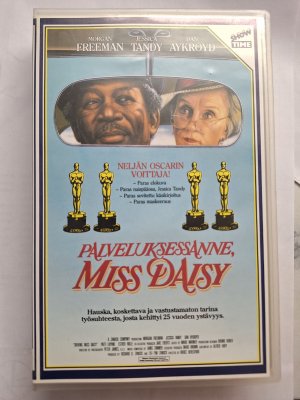 MORGAN JESSICA DAN
FREEMAN TANDY AYKROYD
SHOW
TIME
NELJÄN OSCARIN
VOITTAJA!
– Paras elokuva
– Paras naispääosa, Jessica Tandy
– Paras sovitettu käsikirjoitus
– Paras maskeeraus
PALVELUKSESSANNE,
MISS DAISY
Hauska, koskettava ja vastustamaton tarina
työsuhteesta, josta kehittyi 25 vuoden ystävyys.